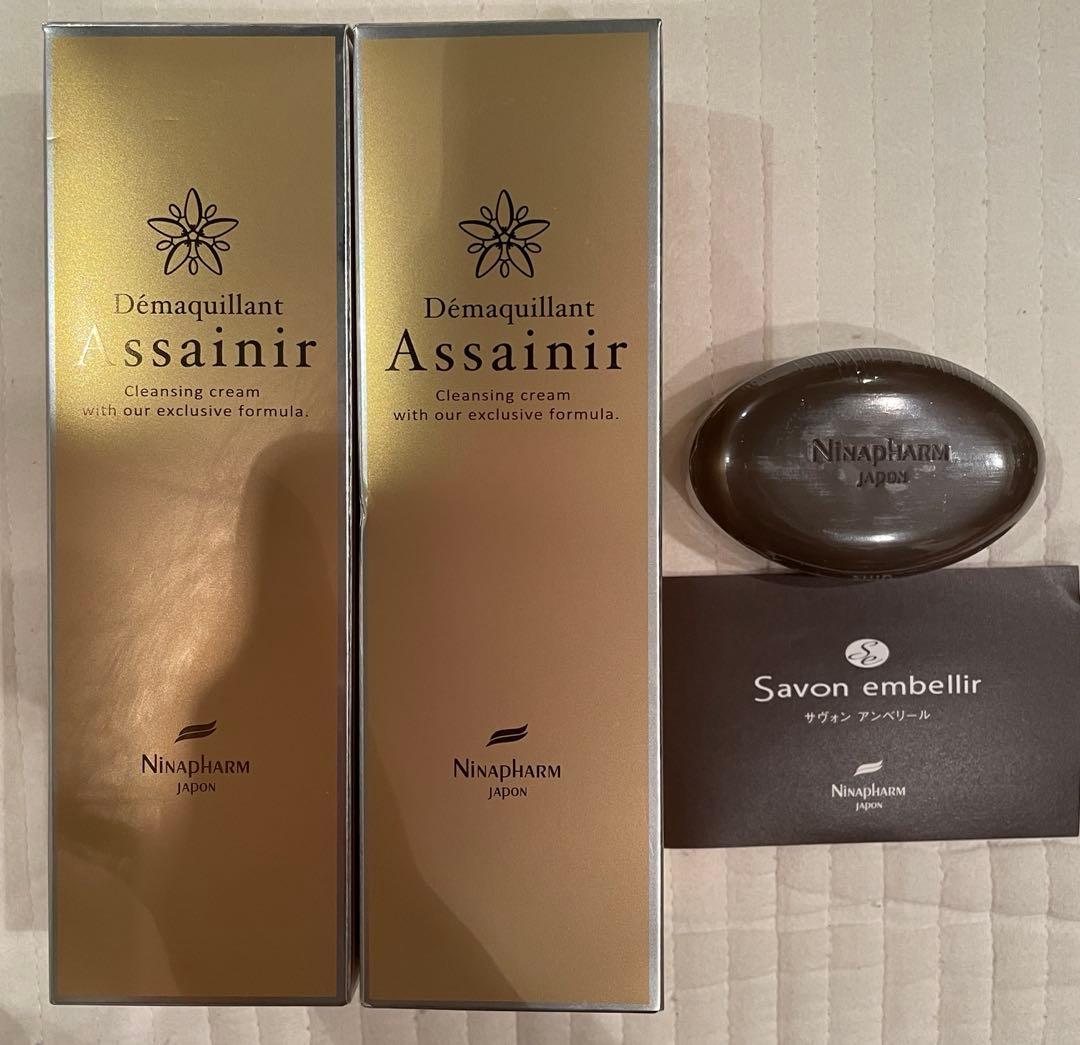 Démaquillant
Assainir
Cleansing cream
with our exclusive formula.
NINAPHARM
JAPON
Démaquillant
Assainir
Cleansing cream
with our exclusive formula.
NINAPHARM
JAPON
NINAPHARM
JAPON
Se
Savon embellir
サヴォン アンベリール
NINAPHARM
JAPON